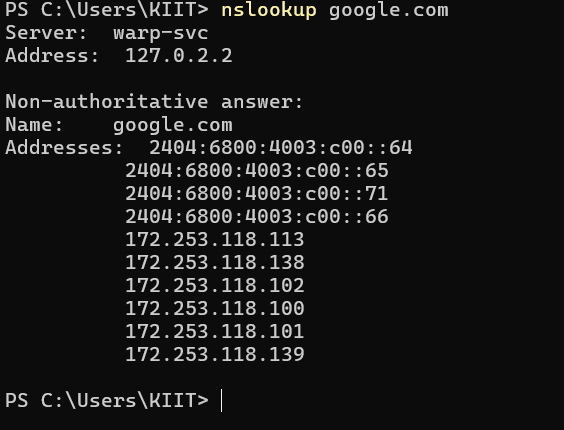 PS C:\Users\KIIT> nslookup google.com
Server:  warp-svc
Address:  127.0.2.2

Non-authoritative answer:
Name:    google.com
Addresses:  2404:6800:4003:c00::64
          2404:6800:4003:c00::65
          2404:6800:4003:c00::71
          2404:6800:4003:c00::66
          172.253.118.113
          172.253.118.138
          172.253.118.102
          172.253.118.100
          172.253.118.101
          172.253.118.139

PS C:\Users\KIIT>